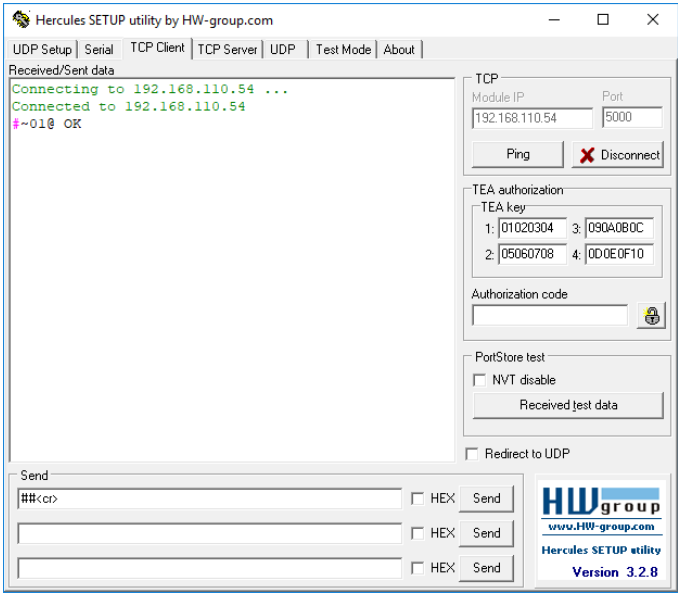 Hercules SETUP utility by HW-group.com
UDP Setup Serial TCP Client TCP Server UDP Test Mode About
Received/Sent data
Connecting to 192.168.110.54 ...
Connected to 192.168.110.54
#~01@ OK
TCP
Module IP Port
192.168.110.54 5000
Ping Disconnect
TEA authorization
TEA key
1: 01020304 3: 090A0B0C
2: 05060708 4: 0D0E0F10
Authorization code
PortStore test
NVT disable
Received test data
Redirect to UDP
Send
##<cr> HEX Send
HEX Send
HEX Send
HWgroup
www.HW-group.com
Hercules SETUP utility
Version 3.2.8